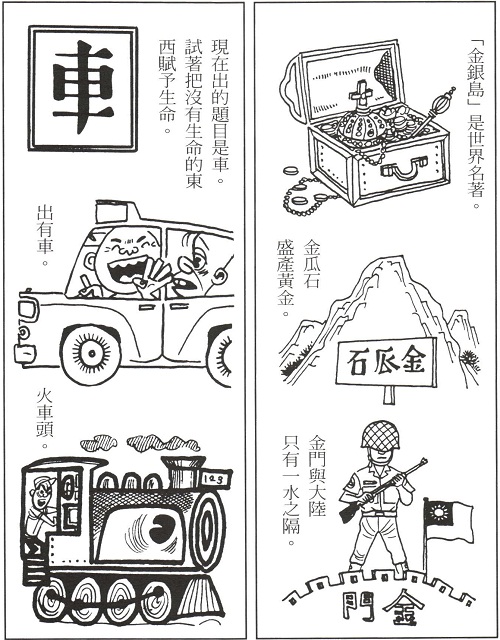 「金銀島」是世界名著。
金瓜石
盛產黃金。
金瓜石
金門與大陸
只有一水之隔。
金門
車
現在出的題目是車。
試著把沒有生命的東
西賦予生命。
出有車。
火車頭。
123